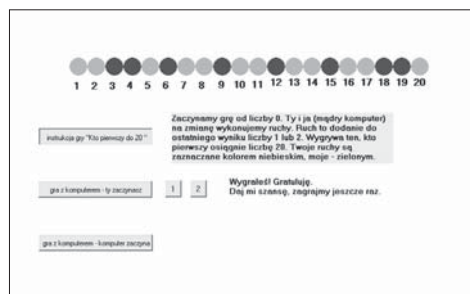 1 2 3 4 5 6 7 8 9 10 11 12 13 14 15 16 17 18 19 20
instrukcja gry "Kto pierwszy do 20"
Zaczynamy grę od liczby 0. Ty i ja (mądry komputer)
na zmianę wykonujemy ruchy. Ruch to dodanie do
ostatniego wyniku liczby 1 lub 2. Wygrywa ten, kto
pierwszy osiągnie liczbę 20. Twoje ruchy są
zaznaczane kolorem niebieskim, moje - zielonym.
gra z komputerem - ty zaczynasz
1 2
Wygrałeś! Gratuluję.
Daj mi szansę, zagrajmy jeszcze raz.
gra z komputerem - komputer zaczyna